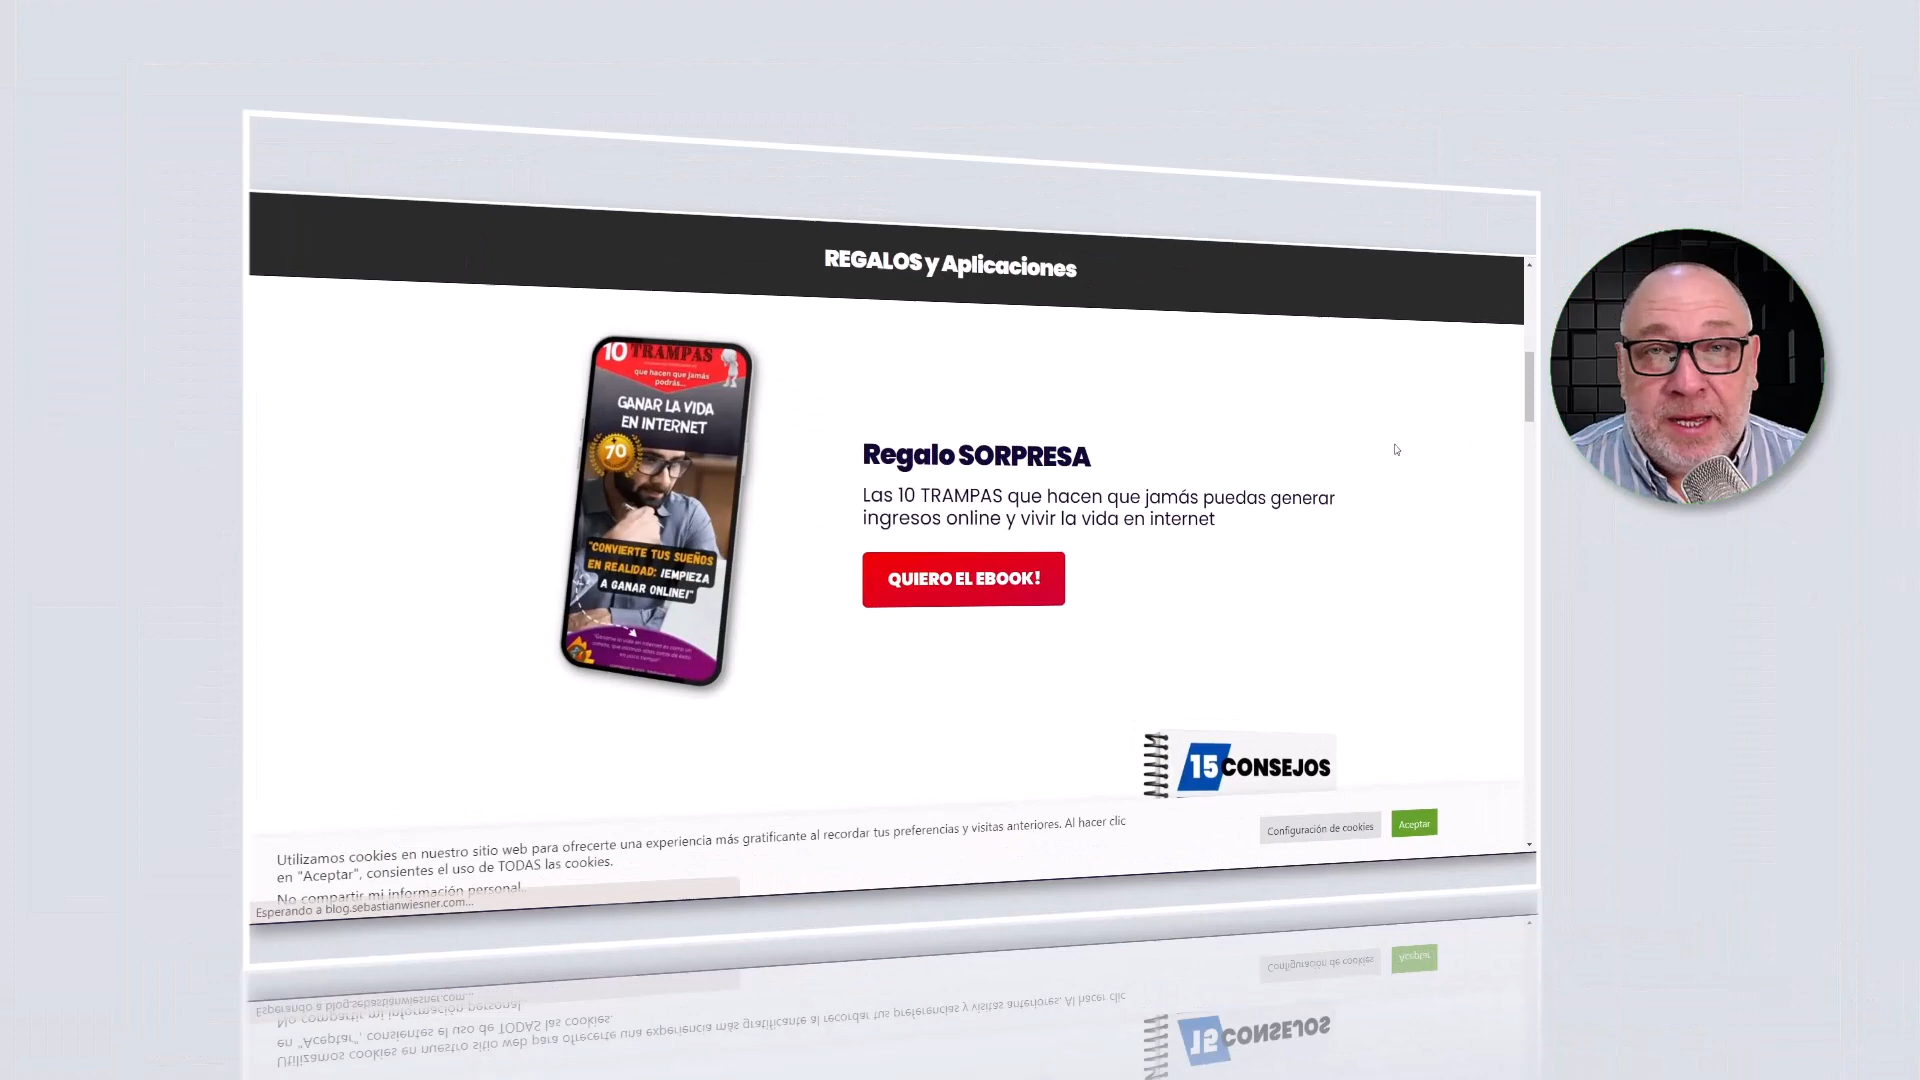 REGALOS y Aplicaciones
10 TRAMPAS
que hacen que jamás
podrás...
GANAR LA VIDA
EN INTERNET
+
70
"CONVIERTE TUS SUEÑOS
EN REALIDAD: ¡EMPIEZA
A GANAR ONLINE!"
Regalo SORPRESA
Las 10 TRAMPAS que hacen que jamás puedas generar
ingresos online y vivir la vida en internet
QUIERO EL EBOOK!
15 CONSEJOS
Utilizamos cookies en nuestro sitio web para ofrecerte una experiencia más gratificante al recordar tus preferencias y visitas anteriores. Al hacer clic
en "Aceptar", consientes el uso de TODAS las cookies.
No compartir mi información personal.
Configuración de cookies
Aceptar
Esperando a blog.sebastianwiesner.com...